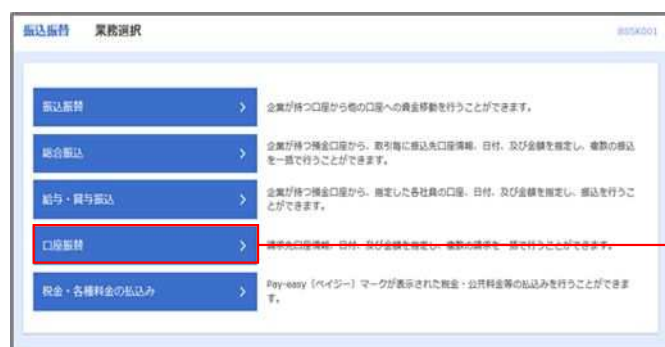 振込振替 業務選択
BSSK001
振込振替
企業が持つ口座から他の口座への資金移動を行うことができます。
総合振込
企業が持つ預金口座から、取引毎に振込先口座情報、日付、及び金額を指定し、複数の振込
を一括で行うことができます。
給与・賞与振込
企業が持つ預金口座から、指定した各社員の口座、日付、及び金額を指定し、振込を行うこ
とができます。
口座振替
請求先口座情報、日付、及び金額を指定し、複数の請求を一括で行うことができます。
税金・各種料金の払込み
Pay-easy（ペイジー）マークが表示された税金・公共料金等の払込みを行うことができま
す。